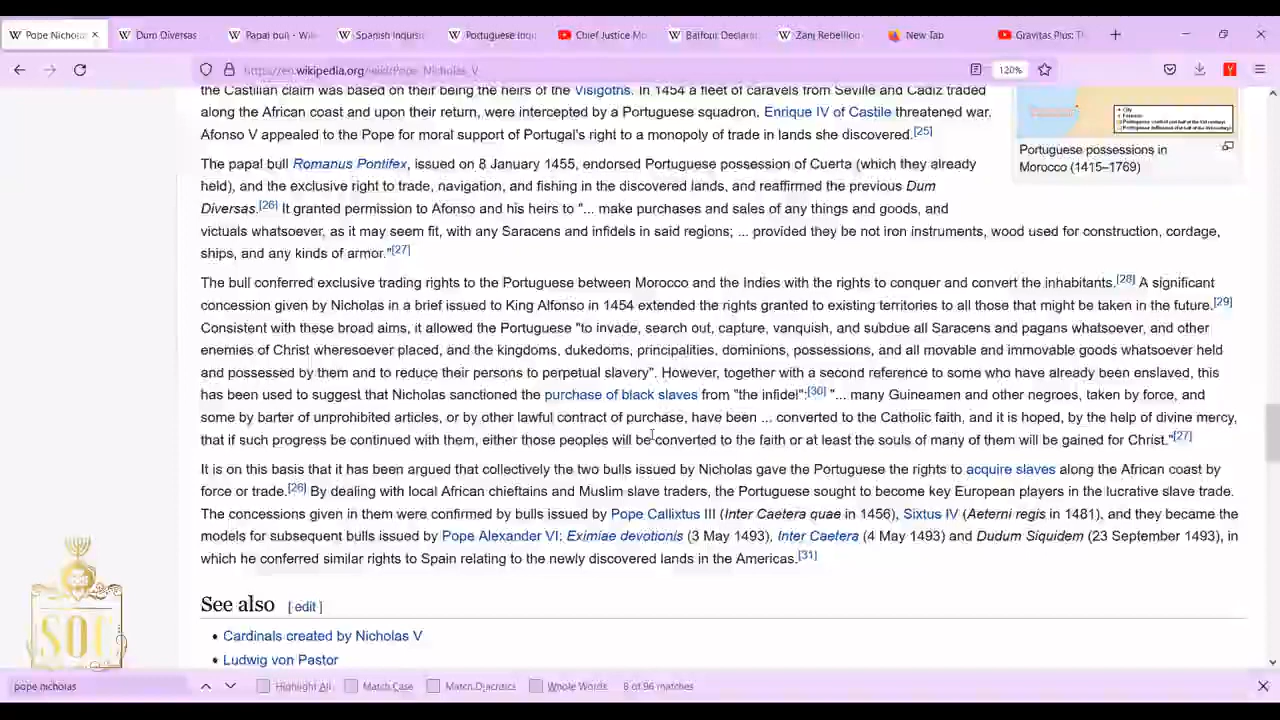 Pope Nicholas
Dum Diversas
Papal bull - Wik
Spanish Inquisi
Portuguese Inqu
Chief Justice Mo
Balfour Declara
Zanj Rebellion
New Tab
Gravitas Plus: T
https://en.wikipedia.org/wiki/Pope_Nicholas_V
120%
the Castilian claim was based on their being the heirs of the Visigoths. In 1454 a fleet of caravels from Seville and Cadiz traded
along the African coast and upon their return, were intercepted by a Portuguese squadron. Enrique IV of Castile threatened war.
Afonso V appealed to the Pope for moral support of Portugal's right to a monopoly of trade in lands she discovered.[25]
City
Portuguese possessions in
Morocco (1415–1769)
The papal bull Romanus Pontifex, issued on 8 January 1455, endorsed Portuguese possession of Cuerta (which they already
held), and the exclusive right to trade, navigation, and fishing in the discovered lands, and reaffirmed the previous Dum
Diversas.[26] It granted permission to Afonso and his heirs to "... make purchases and sales of any things and goods, and
victuals whatsoever, as it may seem fit, with any Saracens and infidels in said regions; ... provided they be not iron instruments, wood used for construction, cordage,
ships, and any kinds of armor."[27]
The bull conferred exclusive trading rights to the Portuguese between Morocco and the Indies with the rights to conquer and convert the inhabitants.[28] A significant
concession given by Nicholas in a brief issued to King Alfonso in 1454 extended the rights granted to existing territories to all those that might be taken in the future.[29]
Consistent with these broad aims, it allowed the Portuguese "to invade, search out, capture, vanquish, and subdue all Saracens and pagans whatsoever, and other
enemies of Christ wheresoever placed, and the kingdoms, dukedoms, principalities, dominions, possessions, and all movable and immovable goods whatsoever held
and possessed by them and to reduce their persons to perpetual slavery". However, together with a second reference to some who have already been enslaved, this
has been used to suggest that Nicholas sanctioned the purchase of black slaves from "the infidel":[30] "... many Guineamen and other negroes, taken by force, and
some by barter of unprohibited articles, or by other lawful contract of purchase, have been ... converted to the Catholic faith, and it is hoped, by the help of divine mercy,
that if such progress be continued with them, either those peoples will be converted to the faith or at least the souls of many of them will be gained for Christ."[27]
It is on this basis that it has been argued that collectively the two bulls issued by Nicholas gave the Portuguese the rights to acquire slaves along the African coast by
force or trade.[26] By dealing with local African chieftains and Muslim slave traders, the Portuguese sought to become key European players in the lucrative slave trade.
The concessions given in them were confirmed by bulls issued by Pope Callixtus III (Inter Caetera quae in 1456), Sixtus IV (Aeterni regis in 1481), and they became the
models for subsequent bulls issued by Pope Alexander VI: Eximiae devotionis (3 May 1493), Inter Caetera (4 May 1493) and Dudum Siquidem (23 September 1493), in
which he conferred similar rights to Spain relating to the newly discovered lands in the Americas.[31]
See also [ edit ]
• Cardinals created by Nicholas V
• Ludwig von Pastor
SOC
pope nicholas
Highlight All
Match Case
Match Diacritics
Whole Words
8 of 96 matches